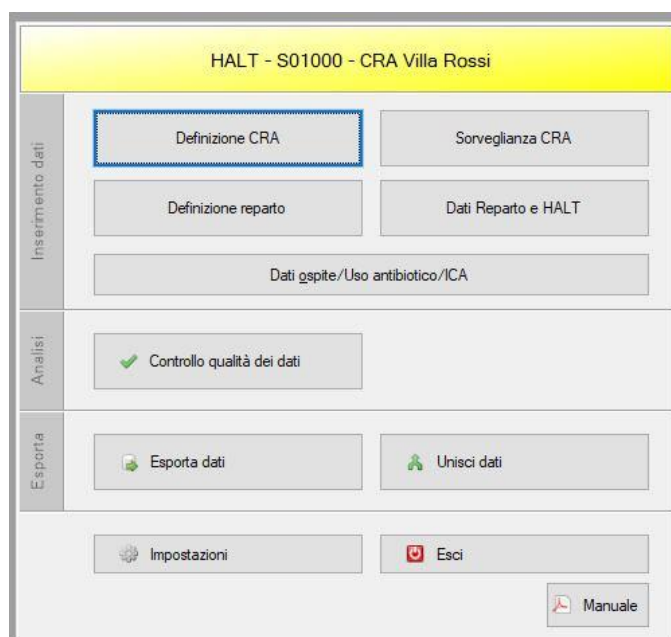 HALT - S01000 - CRA Villa Rossi
Inserimento dati
Definizione CRA
Sorveglianza CRA
Definizione reparto
Dati Reparto e HALT
Dati ospite/Uso antibiotico/ICA
Analisi
Controllo qualità dei dati
Esporta
Esporta dati
Unisci dati
Impostazioni
Esci
Manuale